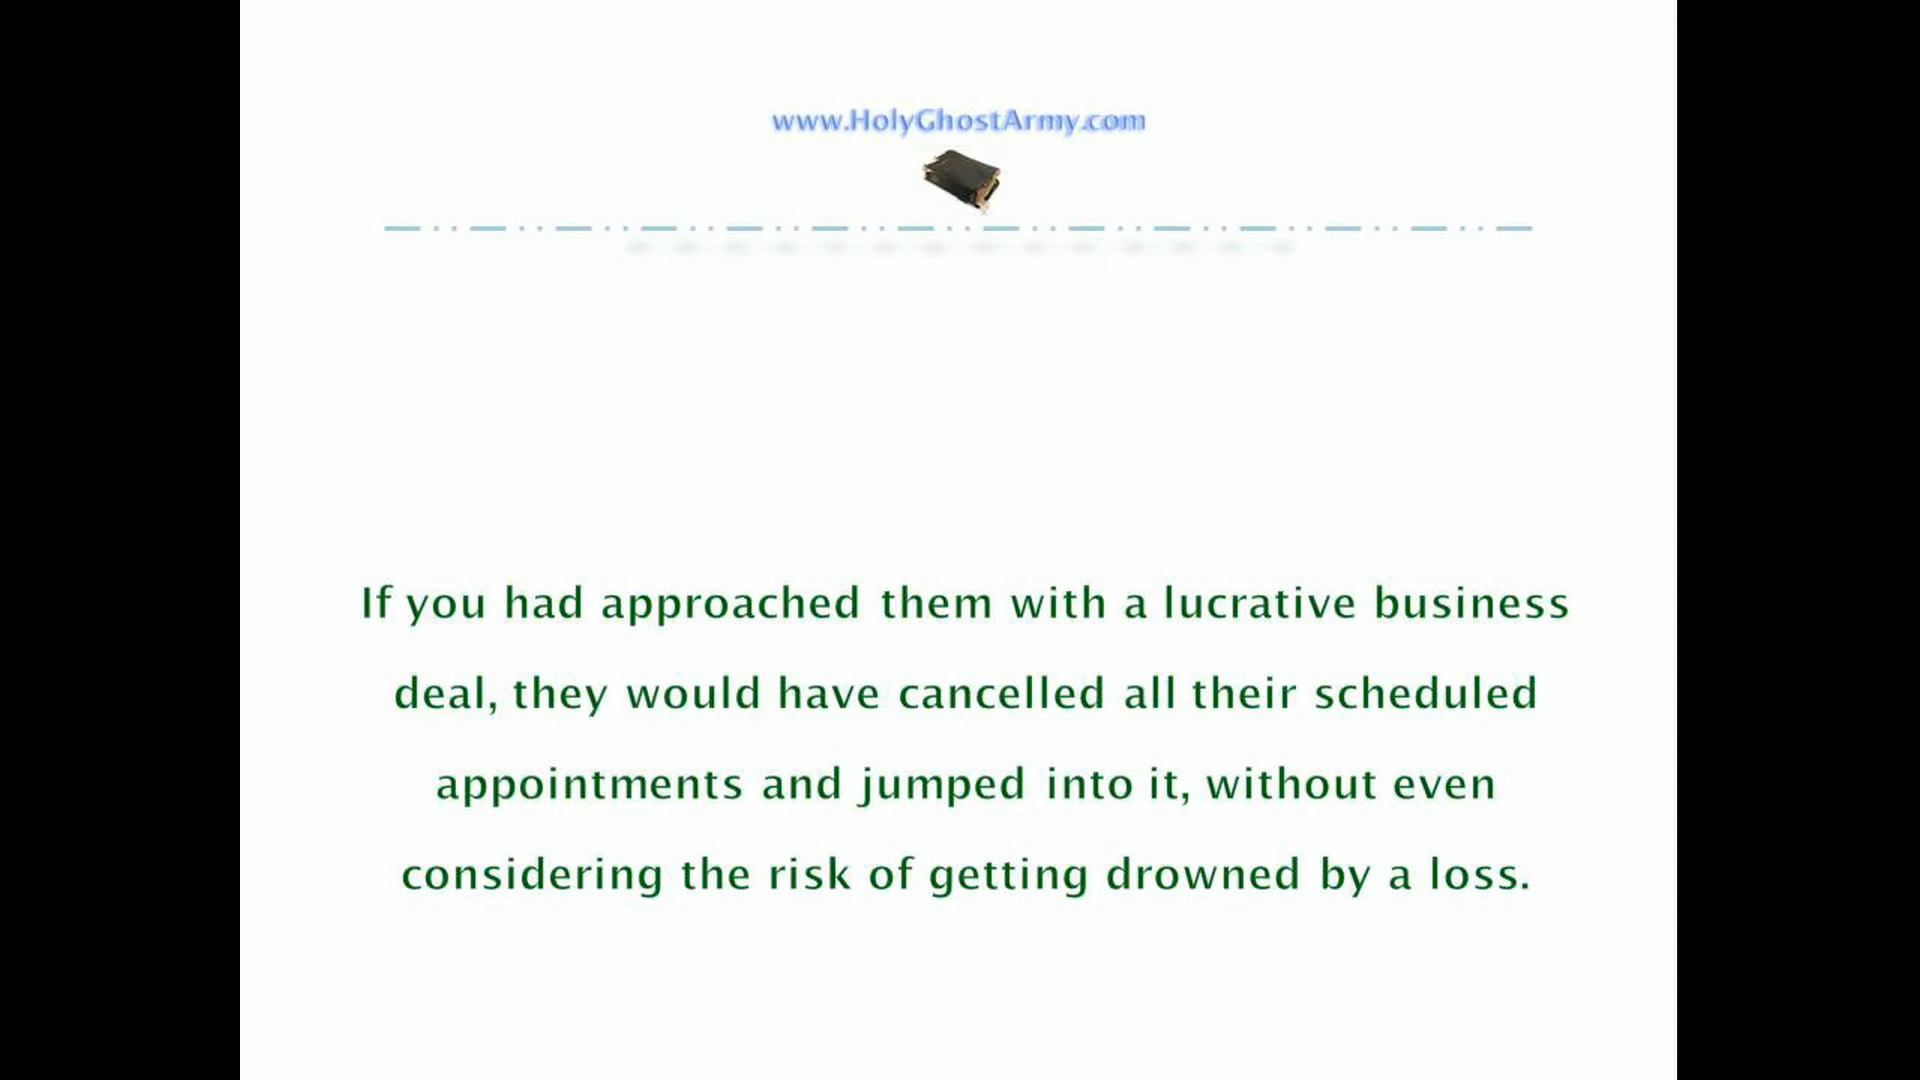 www.HolyGhostArmy.com
If you had approached them with a lucrative business
deal, they would have cancelled all their scheduled
appointments and jumped into it, without even
considering the risk of getting drowned by a loss.